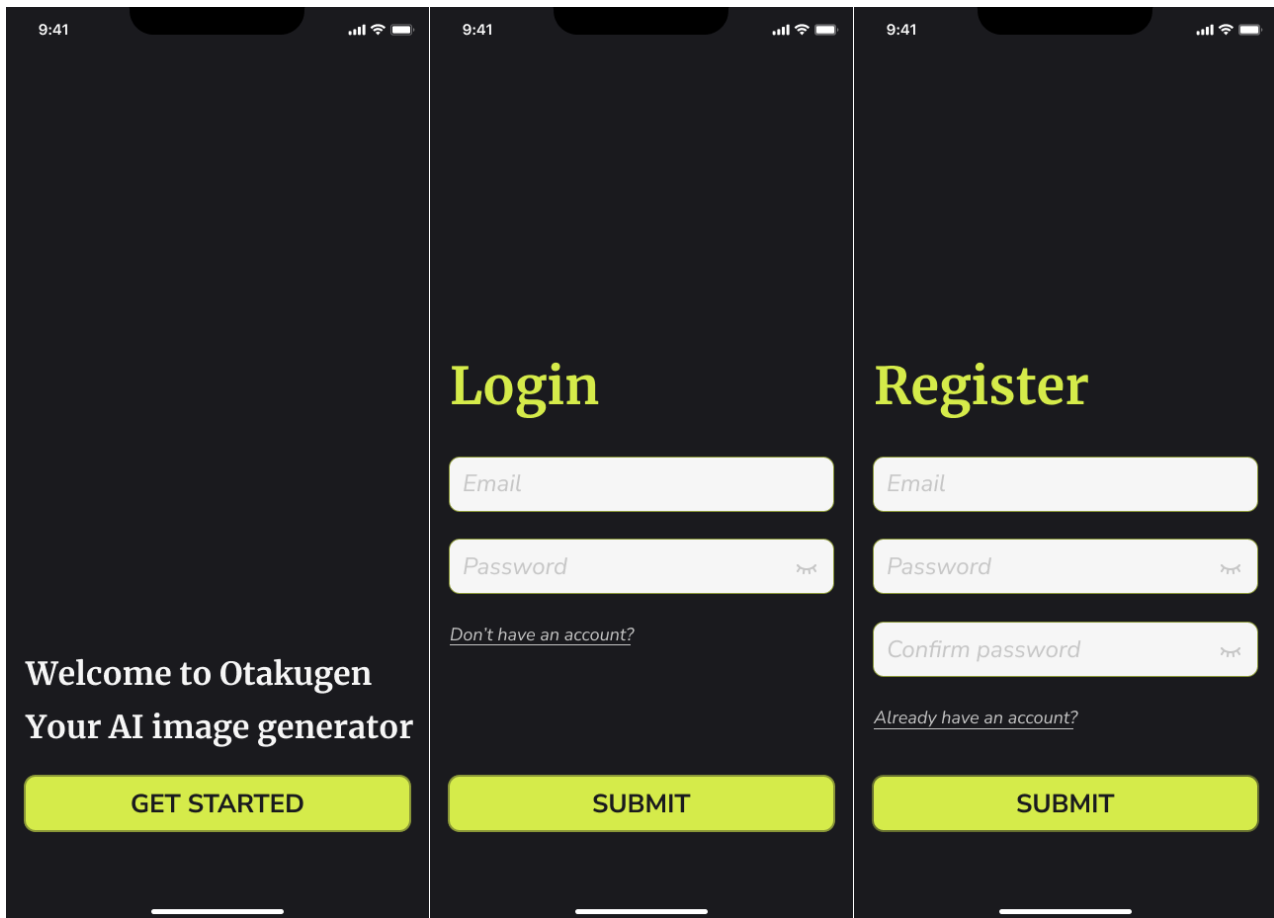 9:41
Welcome to Otakugen
Your AI image generator
GET STARTED
9:41
Login
Email
Password
Don't have an account?
SUBMIT
9:41
Register
Email
Password
Confirm password
Already have an account?
SUBMIT